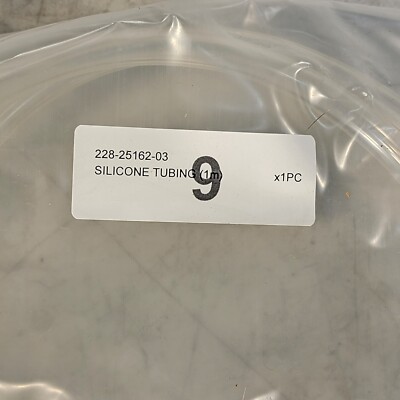 228-25162-03
SILICONE TUBING (1m) x1PC
9